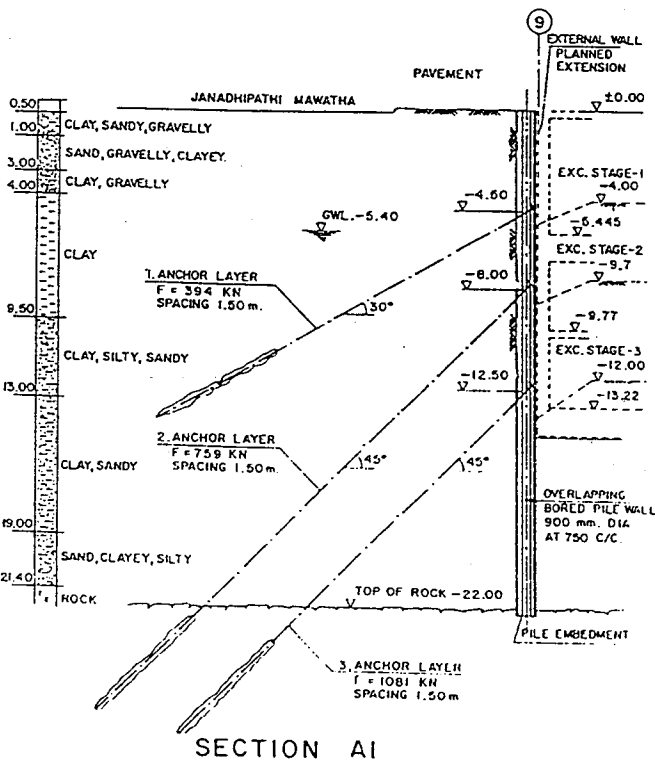 9
EXTERNAL WALL
PLANNED
EXTENSION
PAVEMENT
JANADHIPATHI MAWATHA
±0.00
0.50
1.00
CLAY, SANDY, GRAVELLY
SAND, GRAVELLY, CLAYEY.
3.00
4.00
CLAY, GRAVELLY
EXC. STAGE-1
-4.00
-4.50
GWL.-5.40
-5.445
EXC. STAGE-2
-9.7
CLAY
1. ANCHOR LAYER
F = 394 KN
SPACING 1.50 m.
-8.00
30°
9.50
-9.77
CLAY, SILTY, SANDY
EXC. STAGE-3
-12.00
-12.50
13.00
-13.22
2. ANCHOR LAYER
F = 759 KN
SPACING 1.50 m.
45°
45°
CLAY, SANDY
OVERLAPPING
BORED PILE WALL
900 mm. DIA
AT 750 C/C.
19.00
SAND, CLAYEY, SILTY
21.40
ROCK
TOP OF ROCK -22.00
PILE EMBEDMENT
3. ANCHOR LAYER
F = 1081 KN
SPACING 1.50 m
SECTION A1